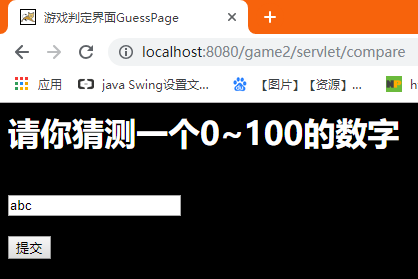 游戏判定界面GuessPage
localhost:8080/game2/servlet/compare
应用 java Swing设置文... 【图片】【资源】... h
请你猜测一个0~100的数字
abc
提交